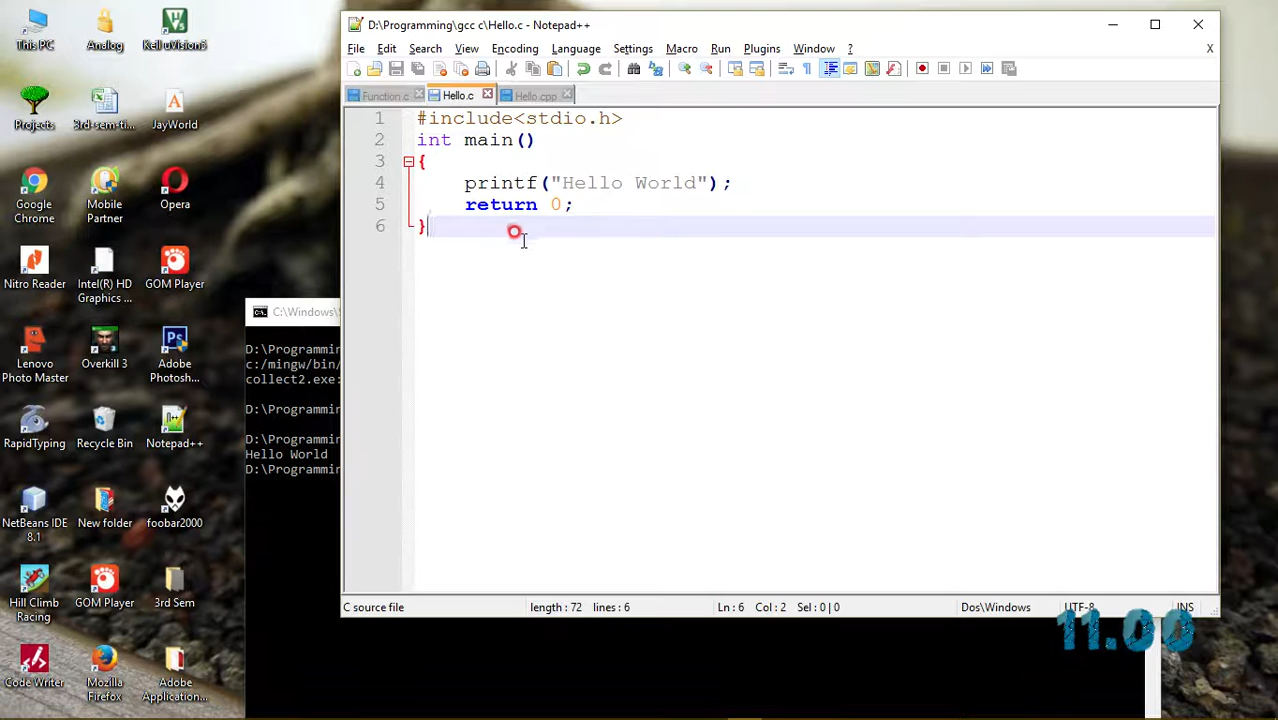 D:\Programming\gcc c\Hello.c - Notepad++
File Edit Search View Encoding Language Settings Macro Run Plugins Window ? X
Function.c Hello.c Hello.cpp
1 #include<stdio.h>
2 int main()
3 {
4 printf("Hello World");
5 return 0;
6 }
C source file length : 72 lines : 6 Ln : 6 Col : 2 Sel : 0 | 0 Dos\Windows UTF-8 INS
11.00
This PC
Analog
Keil uVision5
Projects
3rd-sem-ti...
JayWorld
Google Chrome
Mobile Partner
Opera
Nitro Reader
Intel(R) HD Graphics ...
GOM Player
Lenovo Photo Master
Overkill 3
Adobe Photosh...
RapidTyping
Recycle Bin
Notepad++
NetBeans IDE 8.1
New folder
foobar2000
Hill Climb Racing
GOM Player
3rd Sem
Code Writer
Mozilla Firefox
Adobe Application...
C:\Windows\
D:\Programmin
c:/mingw/bin/
collect2.exe:
D:\Programmin
D:\Programmin
Hello World
D:\Programmin